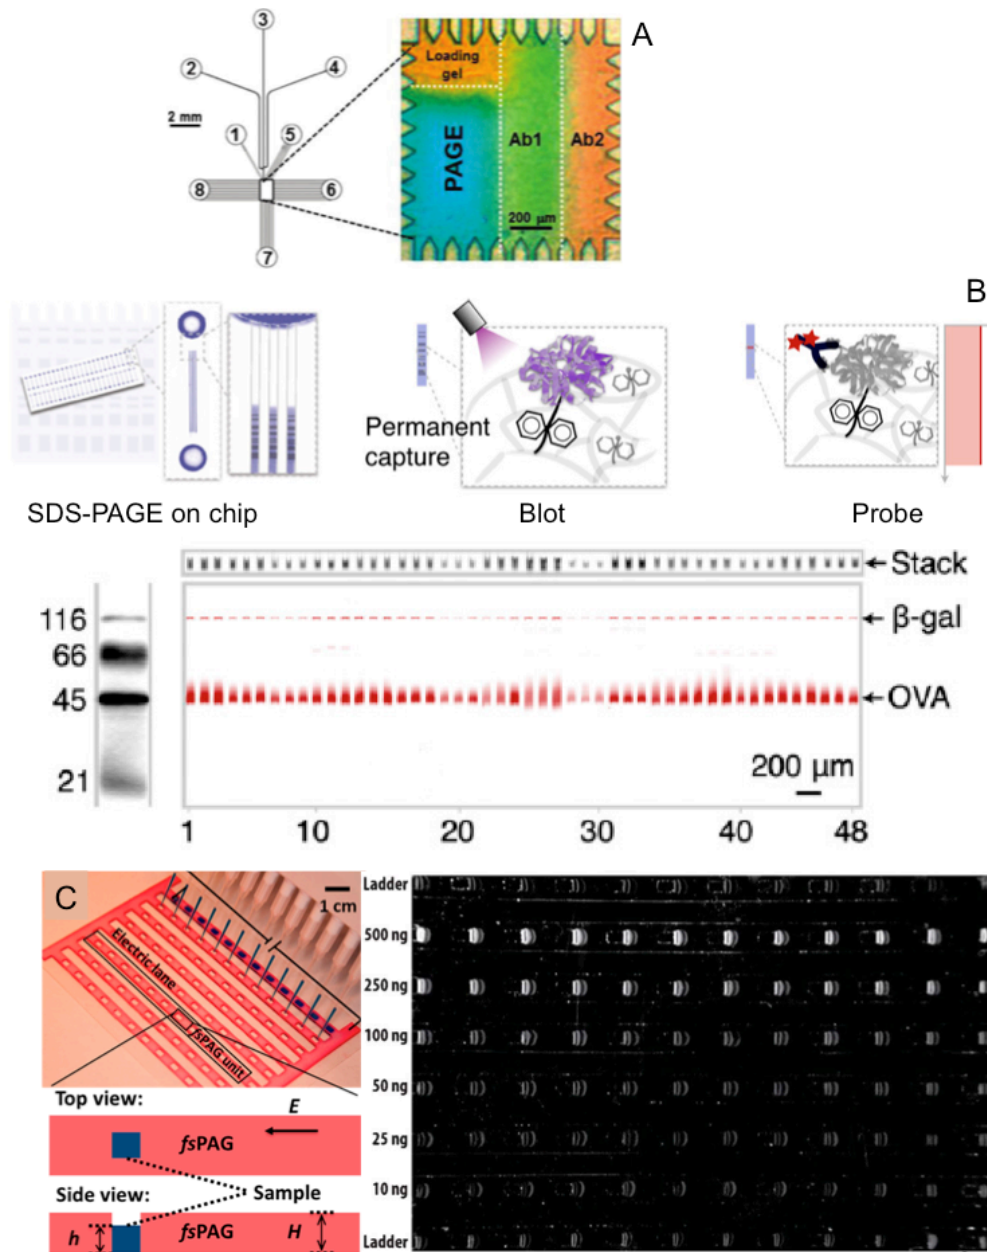 A
3
2
4
2 mm
1
5
8
6
7
Loading
gel
PAGE
Ab1
Ab2
200 μm
B
Permanent
capture
SDS-PAGE on chip
Blot
Probe
Stack
116
β-gal
66
45
OVA
21
200 μm
1 10 20 30 40 48
C
1 cm
Electric lane
fsPAG unit
Top view:
E
fsPAG
Sample
Side view:
h
fsPAG
H
Ladder
500 ng
250 ng
100 ng
50 ng
25 ng
10 ng
Ladder